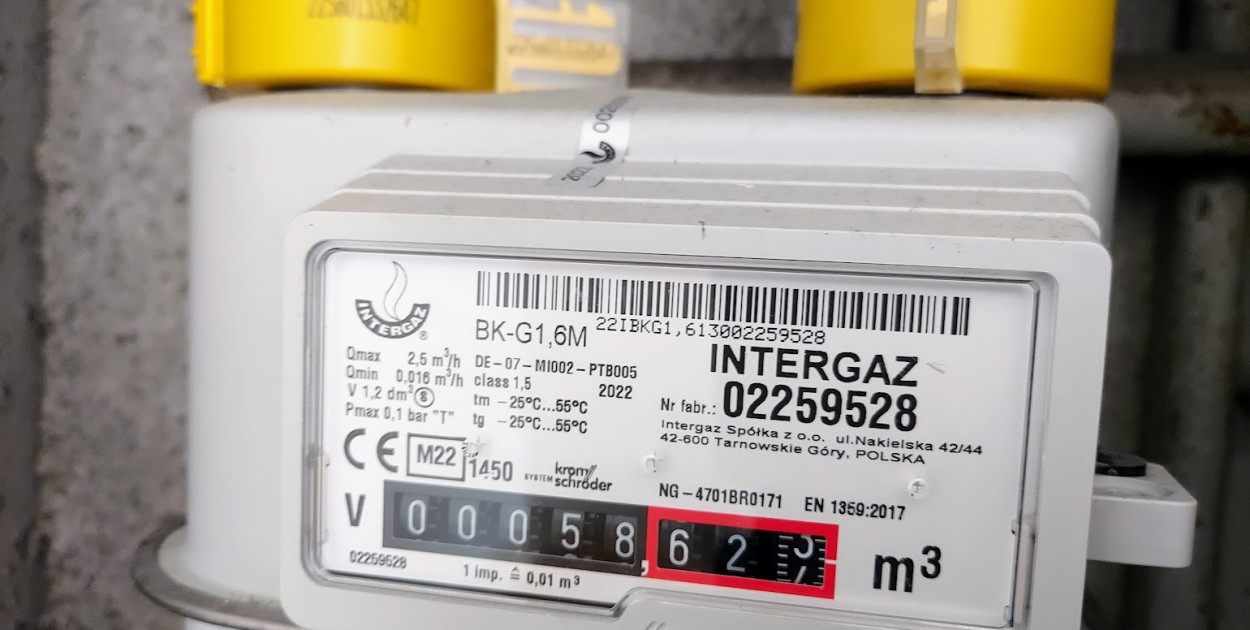 2022
INTERGAZ®
BK-G1,6M
22IBKG1,613002259528
INTERGAZ
Nr fabr.: 02259528
Intergaz Spółka z o.o. ul.Nakielska 42/44
42-600 Tarnowskie Góry, POLSKA
Qmax 2,5 m³/h
Qmin 0,016 m³/h
V 1,2 dm³
Pmax 0,1 bar "T"
DE-07-MI002-PTB005
class 1,5 2022
tm -25°C...55°C
tg -25°C...55°C
CE M22 1450
SYSTEM krom schröder
NG-4701BR0171 EN 1359:2017
V 00058,62 m³
02259528
1 imp. ≙ 0,01 m³